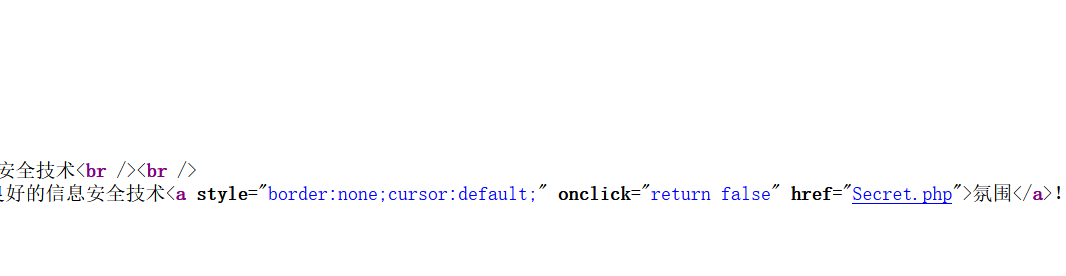 安全技术<br /><br />
好的信息安全技术<a style="border:none;cursor:default;" onclick="return false" href="Secret.php">氛围</a>!